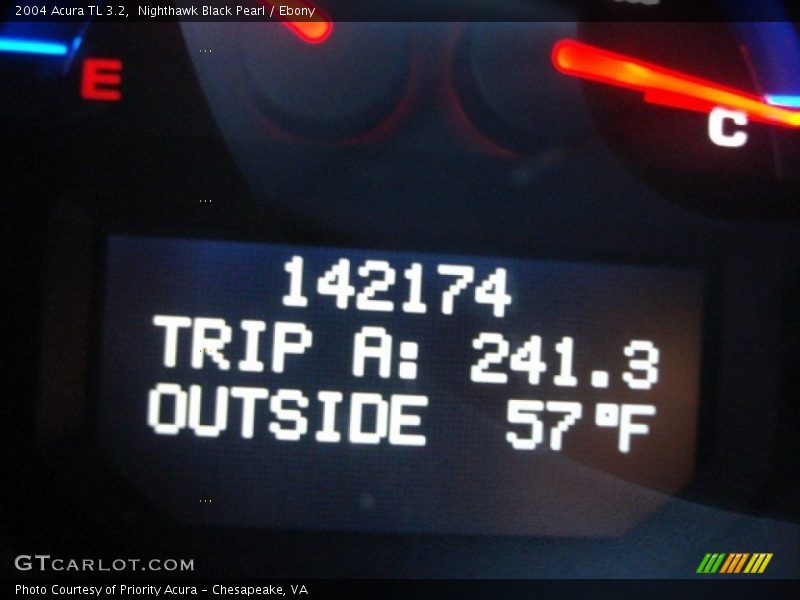 2004 Acura TL 3.2,  Nighthawk Black Pearl / Ebony
E
C
142174
TRIP A: 241.3
OUTSIDE 57°F
GTCARLOT.COM
Photo Courtesy of Priority Acura - Chesapeake, VA